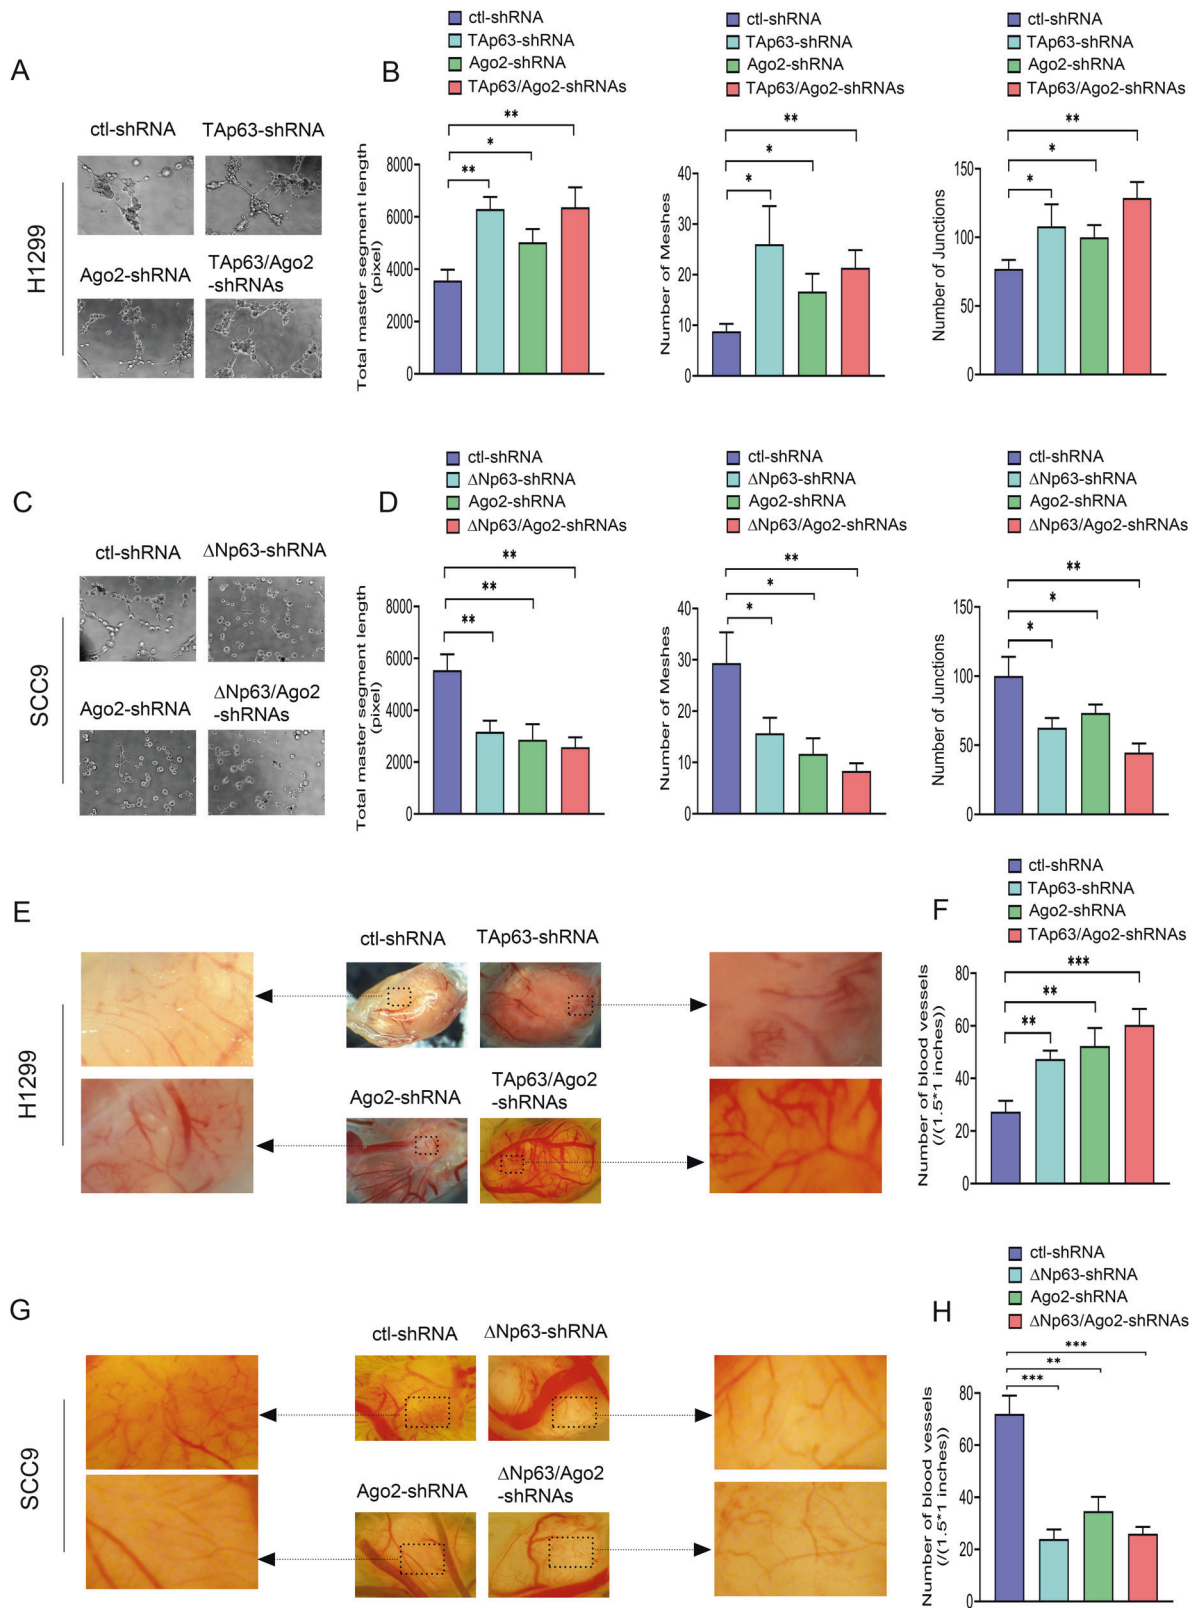 A
ctl-shRNA
TAp63-shRNA
Ago2-shRNA
TAp63/Ago2
-shRNAs
H1299
B
ctl-shRNA
TAp63-shRNA
Ago2-shRNA
TAp63/Ago2-shRNAs
**
*
**
8000
6000
4000
2000
0
Total master segment length
(pixel)
ctl-shRNA
TAp63-shRNA
Ago2-shRNA
TAp63/Ago2-shRNAs
**
*
*
40
30
20
10
0
Number of Meshes
ctl-shRNA
TAp63-shRNA
Ago2-shRNA
TAp63/Ago2-shRNAs
**
*
*
150
100
50
0
Number of Junctions
C
ctl-shRNA
ΔNp63-shRNA
Ago2-shRNA
ΔNp63/Ago2
-shRNAs
SCC9
D
ctl-shRNA
ΔNp63-shRNA
Ago2-shRNA
ΔNp63/Ago2-shRNAs
**
**
**
8000
6000
4000
2000
0
Total master segment length
(pixel)
ctl-shRNA
ΔNp63-shRNA
Ago2-shRNA
ΔNp63/Ago2-shRNAs
**
*
*
40
30
20
10
0
Number of Meshes
ctl-shRNA
ΔNp63-shRNA
Ago2-shRNA
ΔNp63/Ago2-shRNAs
**
*
*
150
100
50
0
Number of Junctions
E
ctl-shRNA
TAp63-shRNA
Ago2-shRNA
TAp63/Ago2
-shRNAs
H1299
F
ctl-shRNA
TAp63-shRNA
Ago2-shRNA
TAp63/Ago2-shRNAs
***
**
**
80
60
40
20
0
Number of blood vessels
(/(1.5*1 inches))
G
ctl-shRNA
ΔNp63-shRNA
Ago2-shRNA
ΔNp63/Ago2
-shRNAs
SCC9
H
ctl-shRNA
ΔNp63-shRNA
Ago2-shRNA
ΔNp63/Ago2-shRNAs
***
**
***
80
60
40
20
0
Number of blood vessels
(/(1.5*1 inches))